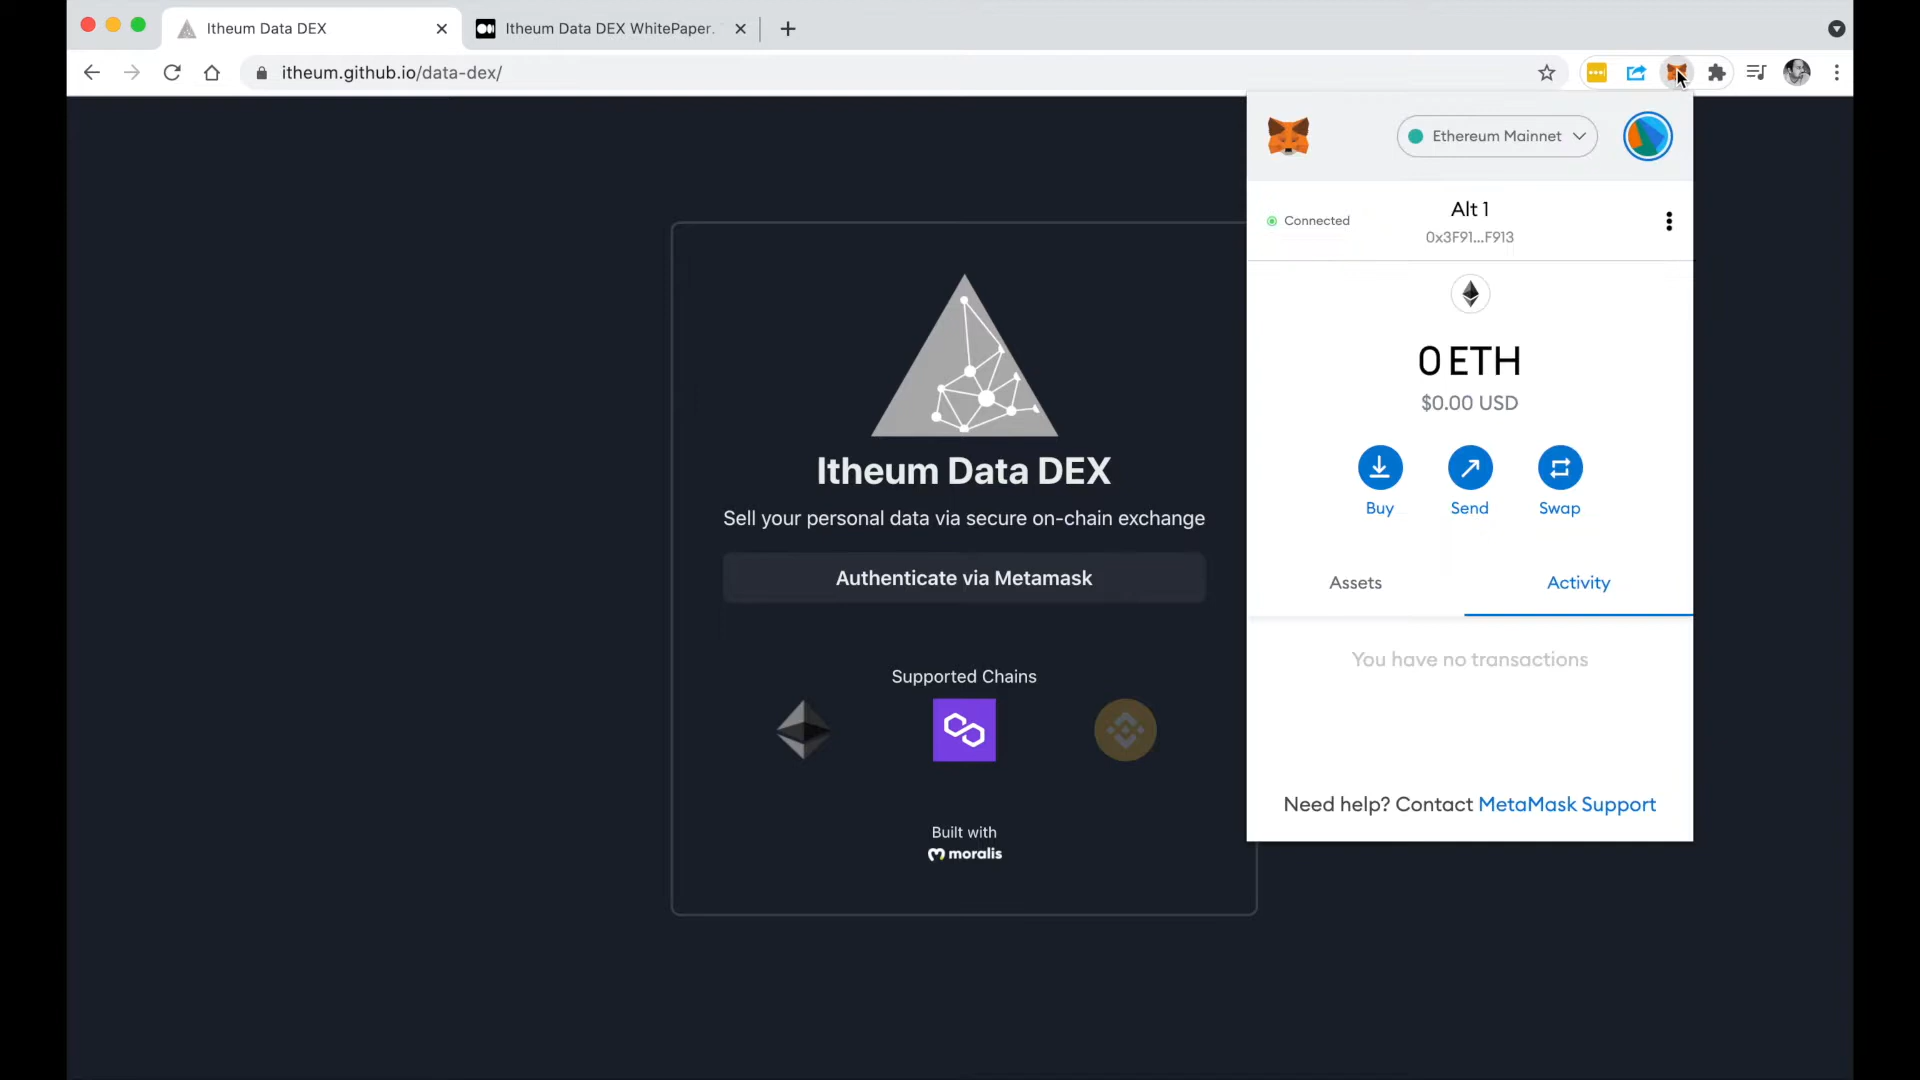 Itheum Data DEX
Itheum Data DEX WhitePaper.
itheum.github.io/data-dex/
Ethereum Mainnet
Connected
Alt 1
0x3F91...F913
0 ETH
$0.00 USD
Buy
Send
Swap
Assets
Activity
You have no transactions
Need help? Contact MetaMask Support
Itheum Data DEX
Sell your personal data via secure on-chain exchange
Authenticate via Metamask
Supported Chains
Built with
moralis